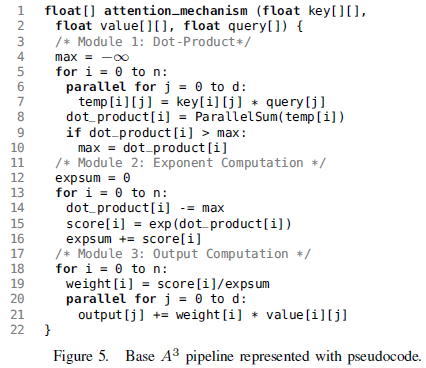 1 float[] attention_mechanism (float key[][],
2 float value[][], float query[]) {
3 /* Module 1: Dot-Product*/
4 max = −∞
5 for i = 0 to n:
6 parallel for j = 0 to d:
7 temp[i][j] = key[i][j] * query[j]
8 dot_product[i] = ParallelSum(temp[i])
9 if dot_product[i] > max:
10 max = dot_product[i]
11 /* Module 2: Exponent Computation */
12 expsum = 0
13 for i = 0 to n:
14 dot_product[i] -= max
15 score[i] = exp(dot_product[i])
16 expsum += score[i]
17 /* Module 3: Output Computation */
18 for i = 0 to n:
19 weight[i] = score[i]/expsum
20 parallel for j = 0 to d:
21 output[j] += weight[i] * value[i][j]
22 }
Figure 5. Base A³ pipeline represented with pseudocode.